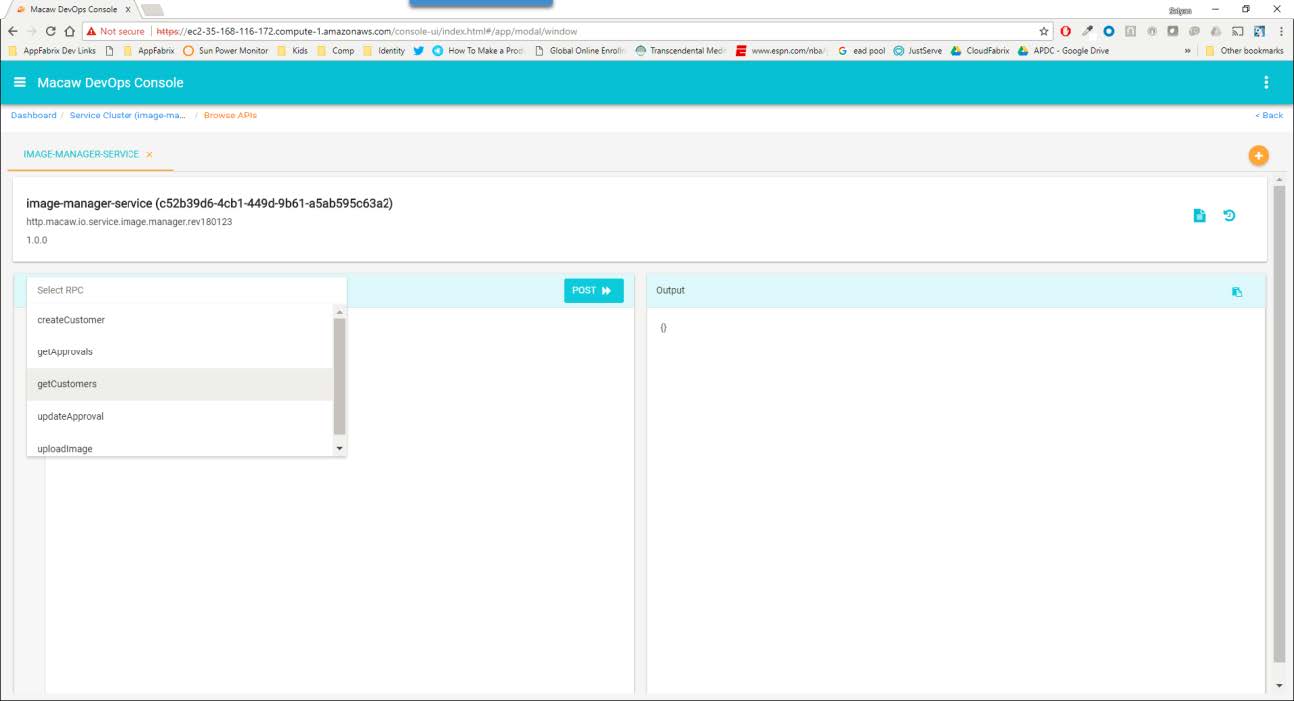 Macaw DevOps Console X
Not secure | https://ec2-35-168-116-172.compute-1.amazonaws.com/console-ui/index.html#/app/modal/window
AppFabrix Dev Links AppFabrix Sun Power Monitor Kids Comp Identity How To Make a Prod Global Online Enrolln Transcendental Medi www.espn.com/nba/ G ead pool JustServe CloudFabrix APDC - Google Drive » Other bookmarks
Macaw DevOps Console
Dashboard / Service Cluster (image-ma... / Browse APIs < Back
IMAGE-MANAGER-SERVICE ×
image-manager-service (c52b39d6-4cb1-449d-9b61-a5ab595c63a2)
http.macaw.io.service.image.manager.rev180123
1.0.0
Select RPC POST Output
createCustomer
{}
getApprovals
getCustomers
updateApproval
uploadImage